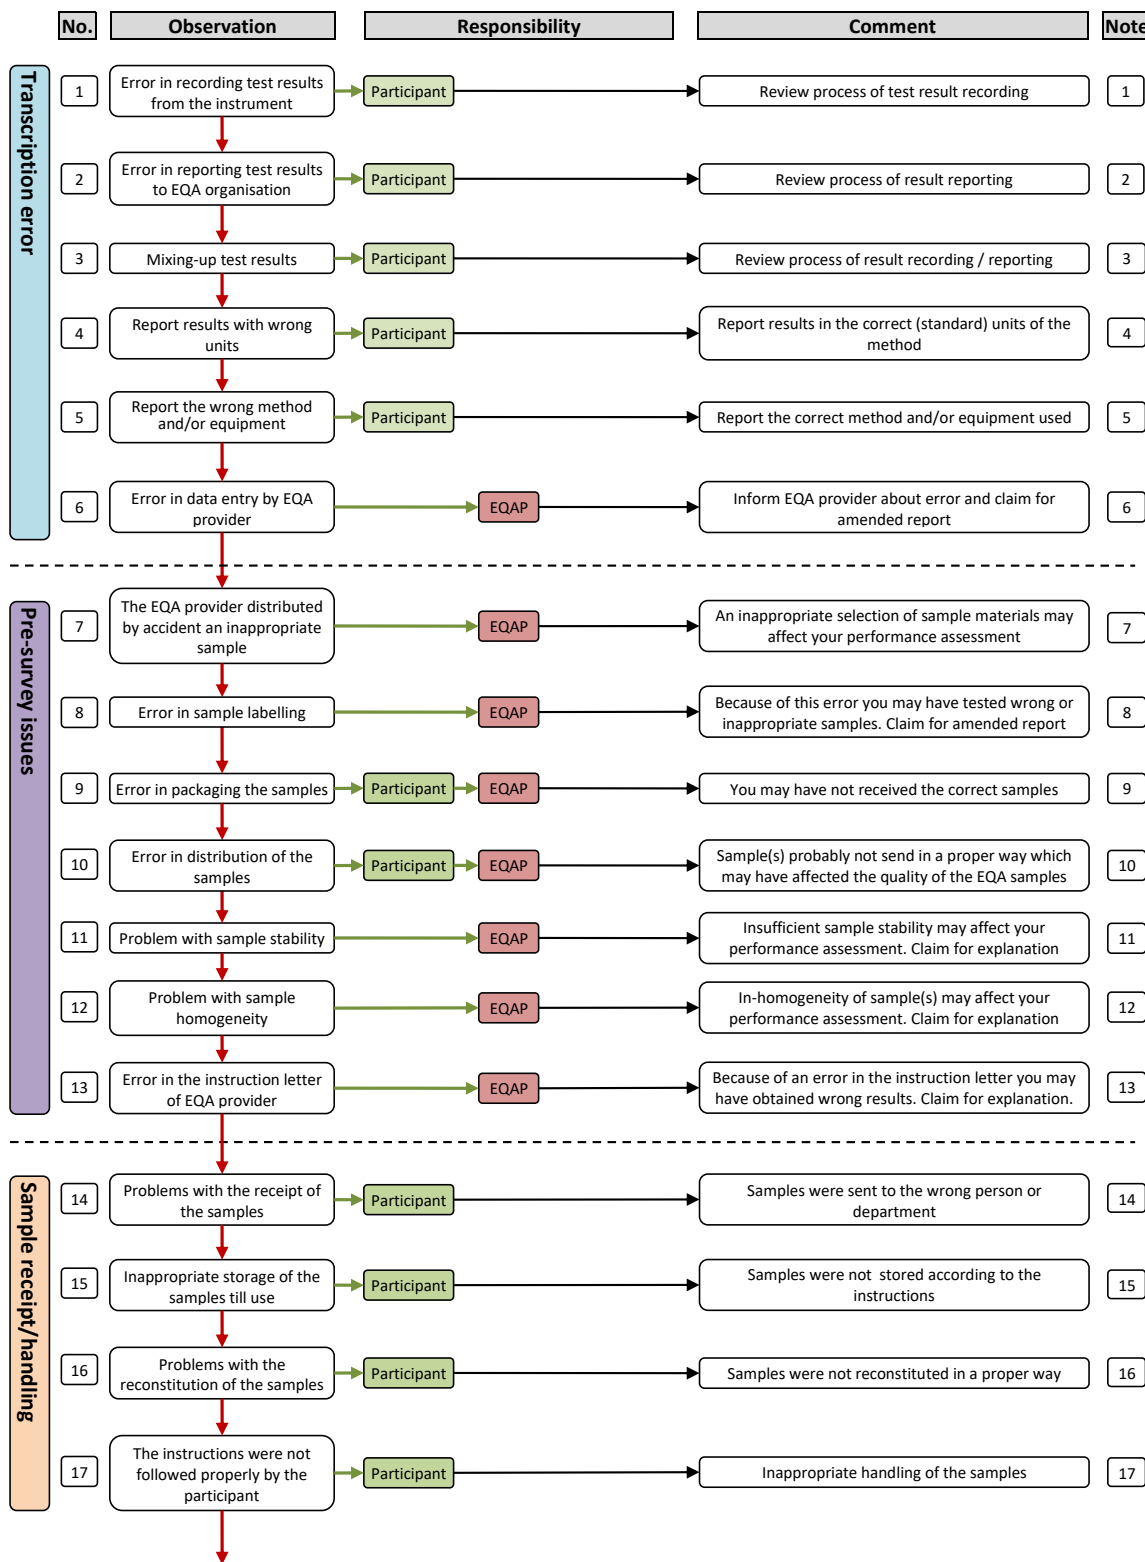 No.
Observation
Responsibility
Comment
Note
Transcription error
1
Error in recording test results
from the instrument
Participant
Review process of test result recording
1
2
Error in reporting test results
to EQA organisation
Participant
Review process of result reporting
2
3
Mixing-up test results
Participant
Review process of result recording / reporting
3
4
Report results with wrong
units
Participant
Report results in the correct (standard) units of the
method
4
5
Report the wrong method
and/or equipment
Participant
Report the correct method and/or equipment used
5
6
Error in data entry by EQA
provider
EQAP
Inform EQA provider about error and claim for
amended report
6
Pre-survey issues
7
The EQA provider distributed
by accident an inappropriate
sample
EQAP
An inappropriate selection of sample materials may
affect your performance assessment
7
8
Error in sample labelling
EQAP
Because of this error you may have tested wrong or
inappropriate samples. Claim for amended report
8
9
Error in packaging the samples
Participant
EQAP
You may have not received the correct samples
9
10
Error in distribution of the
samples
Participant
EQAP
Sample(s) probably not send in a proper way which
may have affected the quality of the EQA samples
10
11
Problem with sample stability
EQAP
Insufficient sample stability may affect your
performance assessment. Claim for explanation
11
12
Problem with sample
homogeneity
EQAP
In-homogeneity of sample(s) may affect your
performance assessment. Claim for explanation
12
13
Error in the instruction letter
of EQA provider
EQAP
Because of an error in the instruction letter you may
have obtained wrong results. Claim for explanation.
13
Sample receipt/handling
14
Problems with the receipt of
the samples
Participant
Samples were sent to the wrong person or
department
14
15
Inappropriate storage of the
samples till use
Participant
Samples were not stored according to the
instructions
15
16
Problems with the
reconstitution of the samples
Participant
Samples were not reconstituted in a proper way
16
17
The instructions were not
followed properly by the
participant
Participant
Inappropriate handling of the samples
17